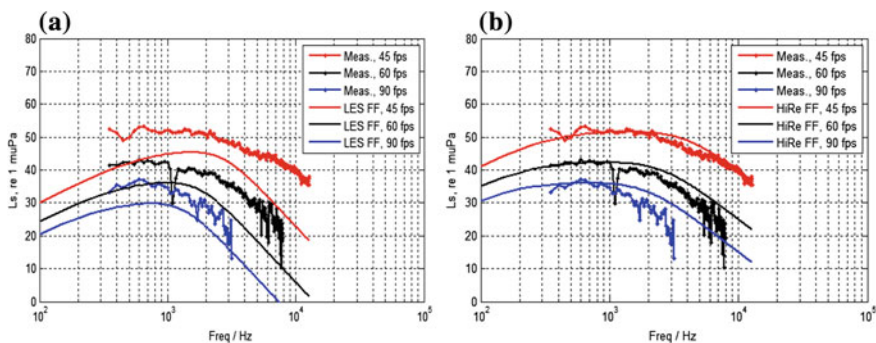 (a)
80
70
60
50
40
30
20
10
0
Ls, re 1 muPa
10^2
10^3
10^4
10^5
Freq / Hz
Meas., 45 fps
Meas., 60 fps
Meas., 90 fps
LES FF, 45 fps
LES FF, 60 fps
LES FF, 90 fps
(b)
80
70
60
50
40
30
20
10
0
Ls, re 1 muPa
10^2
10^3
10^4
10^5
Freq / Hz
Meas., 45 fps
Meas., 60 fps
Meas., 90 fps
HiRe FF, 45 fps
HiRe FF, 60 fps
HiRe FF, 90 fps